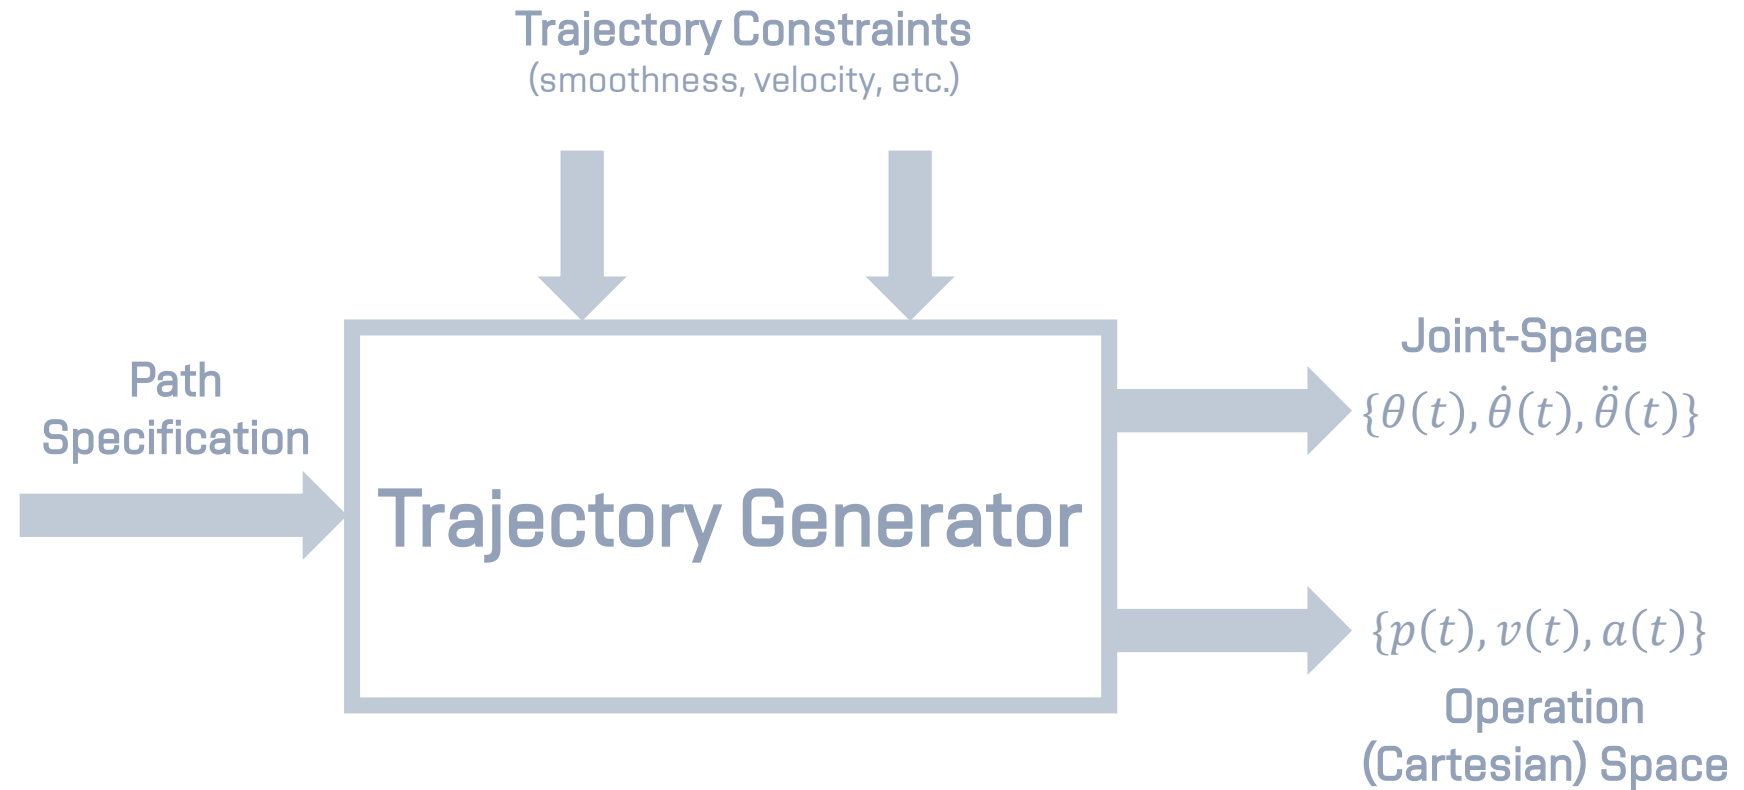 Trajectory Constraints
(smoothness, velocity, etc.)
Path
Specification
Trajectory Generator
Joint-Space
{θ(t), θ̇(t), θ̈(t)}
{p(t), v(t), a(t)}
Operation
(Cartesian) Space